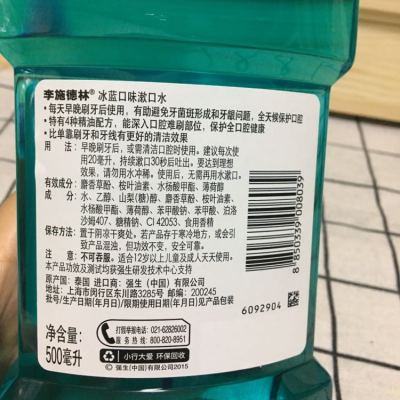 李施德林® 冰蓝口味漱口水
• 每天早晚刷牙后使用，有助避免牙菌斑形成和牙龈问题，全天候保护口腔
• 特有4种精油配方，能深入口腔难刷部位，保护全口腔健康
• 比单靠刷牙和牙线有更好的清洁效果
用 法：早晚刷牙后，或需清洁口腔时使用。建议每次使
用20毫升，持续漱口30秒后吐出。要达到理想
效果，请勿用水冲稀。使用后，无需再用水漱口。
有效成分：麝香草酚、桉叶油素、水杨酸甲酯、薄荷醇
成 分：水、乙醇、山梨(糖)醇、麝香草酚、桉叶油素、
水杨酸甲酯、薄荷醇、苯甲酸钠、苯甲酸、泊洛
沙姆407、糖精钠、CI 42053、食用香精
保存方法：置于阴凉干爽处。若产品存于寒冷地方，或会引
致产品混浊，但功效不变，安全可靠。
注 意：不可吞服。适合12岁以上儿童及成人天天使用。
本产品功效及测试均获强生研发技术中心支持
原产国：泰国 进口商：强生（中国）有限公司
地址：上海市闵行区东川路3285号 邮编：200245
批号/生产日期(年月日)/限期使用日期(年月日)见产品包装
8 850339 008039
6092904
净含量：
500毫升
打假举报电话：021-62826002
服务热线：800-820-8951
小行大爱 环保回收
© 强生(中国)有限公司2015